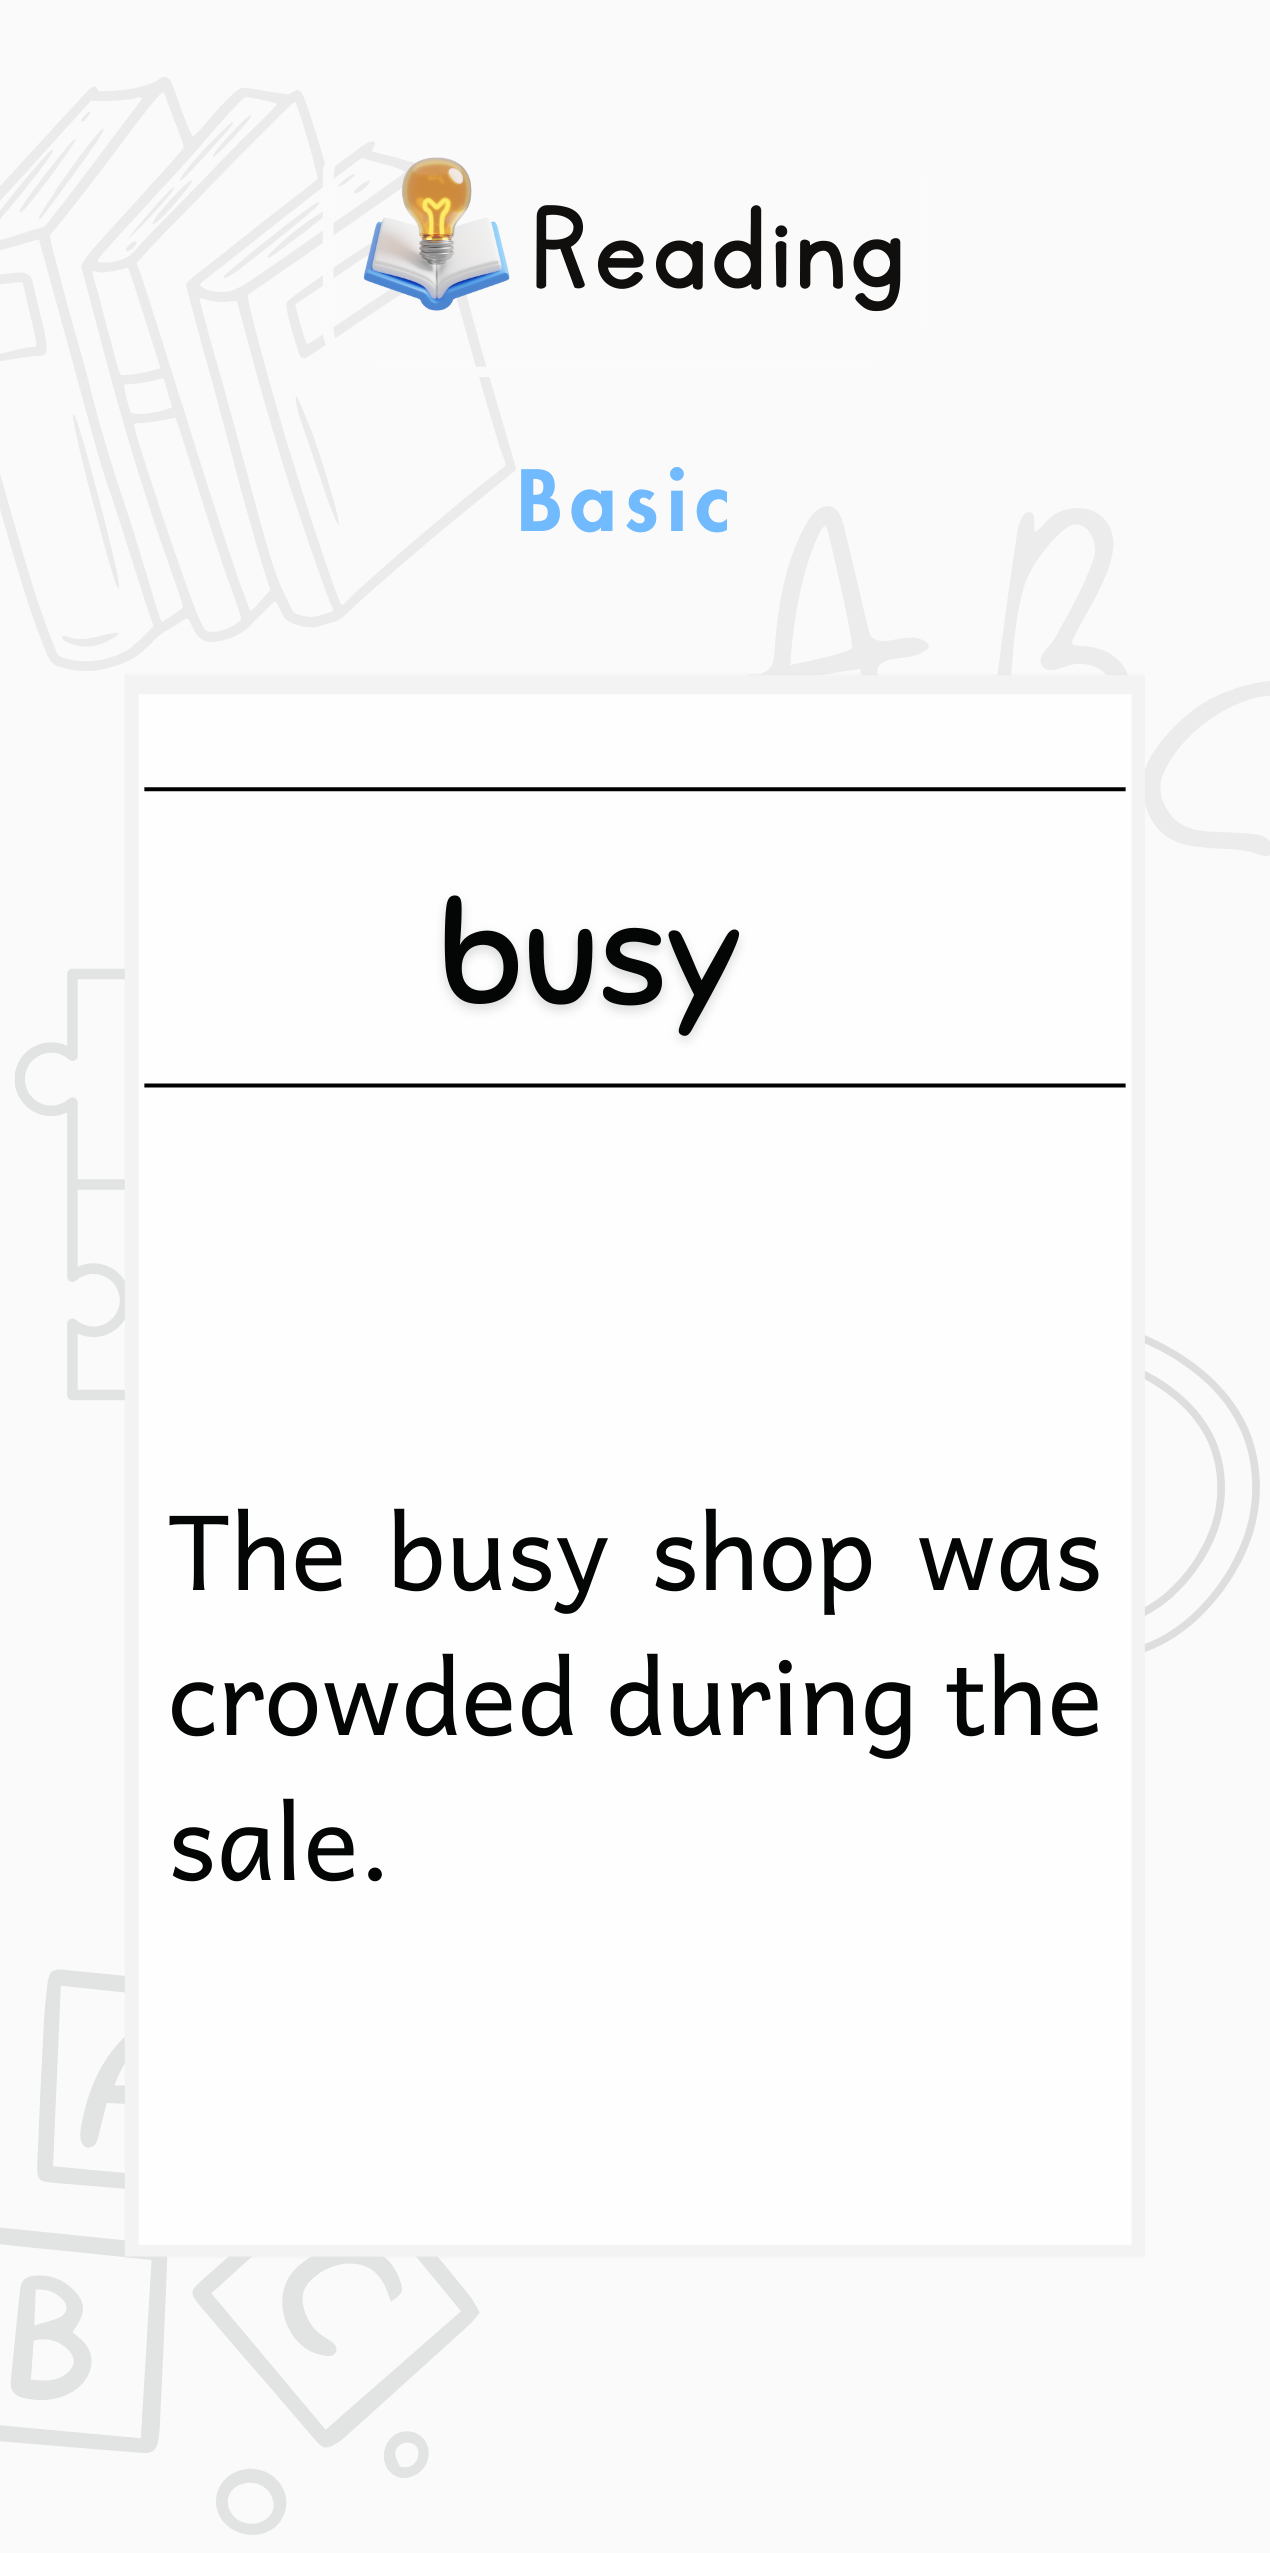 Reading
Basic
A B
busy
The busy shop was
crowded during the
sale.
A
B C